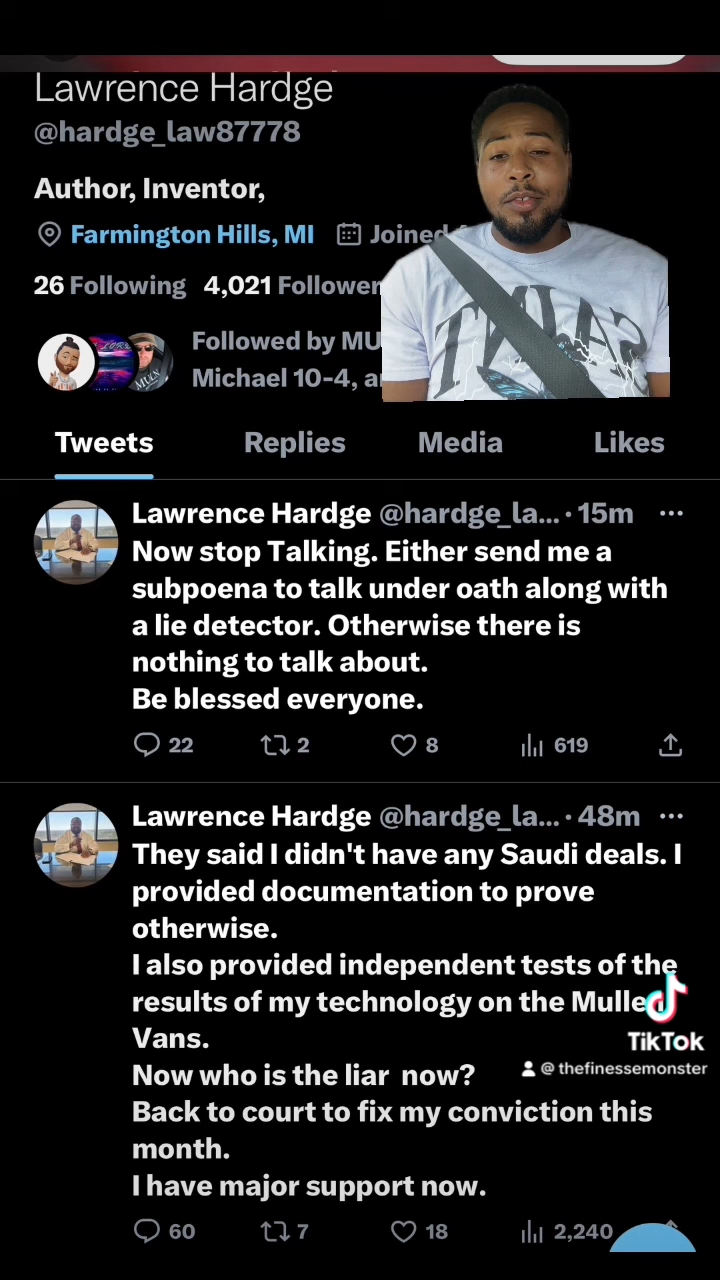 Lawrence Hardge
@hardge_law87778
Author, Inventor,
Farmington Hills, MI Joined
26 Following 4,021 Follower
Followed by MU
Michael 10-4, a
Tweets Replies Media Likes
Lawrence Hardge @hardge_la... · 15m
Now stop Talking. Either send me a
subpoena to talk under oath along with
a lie detector. Otherwise there is
nothing to talk about.
Be blessed everyone.
22 2 8 619
Lawrence Hardge @hardge_la... · 48m
They said I didn't have any Saudi deals. I
provided documentation to prove
otherwise.
I also provided independent tests of the
results of my technology on the Mulle
Vans.
TikTok
Now who is the liar now?
@thefinessemonster
Back to court to fix my conviction this
month.
I have major support now.
60 7 18 2,240